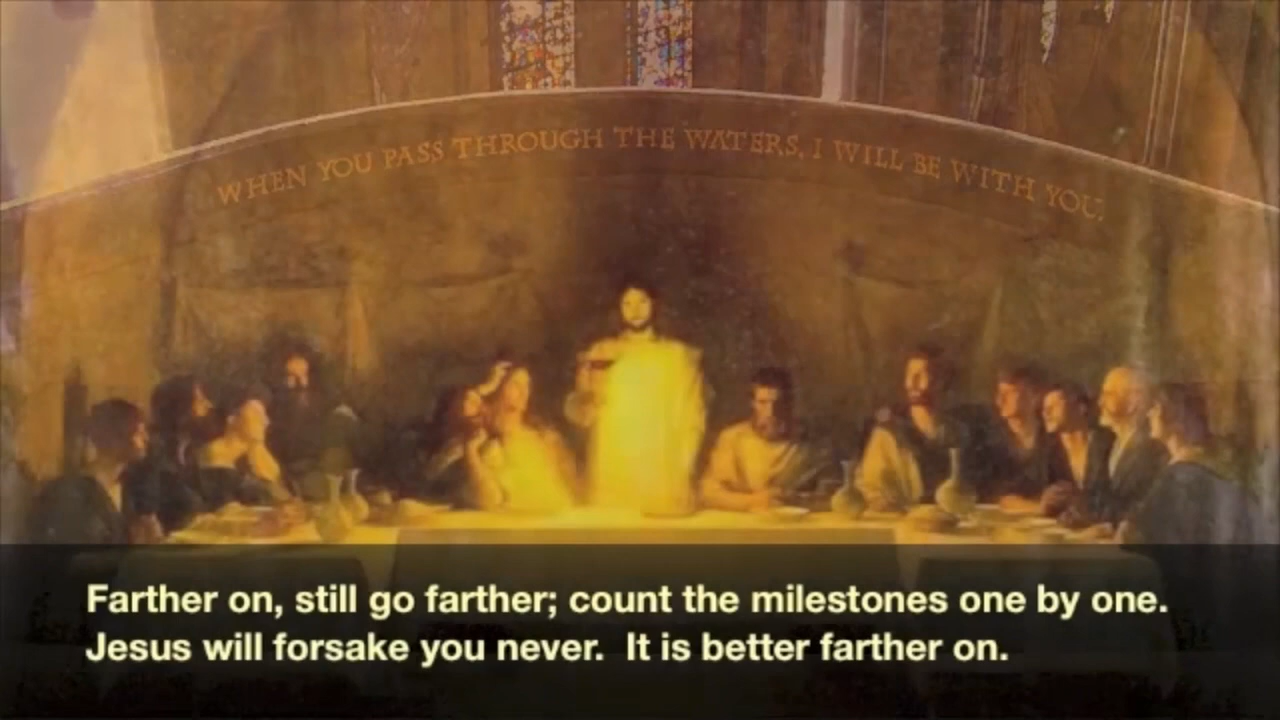 WHEN YOU PASS THROUGH THE WATERS, I WILL BE WITH YOU.
Farther on, still go farther; count the milestones one by one.
Jesus will forsake you never.  It is better farther on.